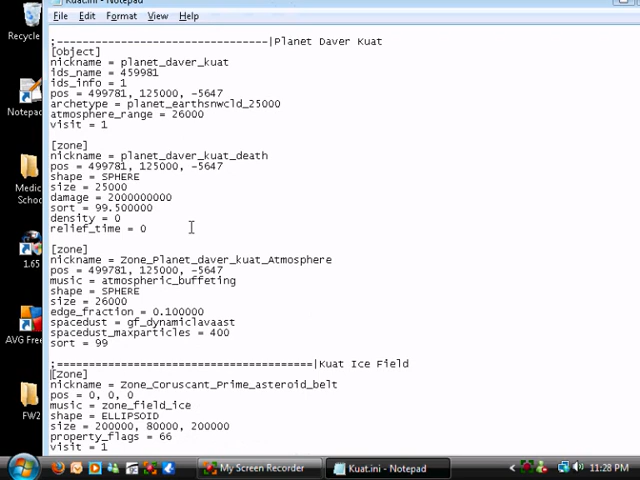 Kuat.ini - Notepad
File Edit Format View Help
;---------------------------------|Planet Daver Kuat
[Object]
nickname = planet_daver_kuat
ids_name = 459981
ids_info = 1
pos = 499781, 125000, -5647
archetype = planet_earthsnwcld_25000
atmosphere_range = 26000
visit = 1
[zone]
nickname = planet_daver_kuat_death
pos = 499781, 125000, -5647
shape = SPHERE
size = 25000
damage = 2000000000
sort = 99.500000
density = 0
relief_time = 0
[zone]
nickname = Zone_Planet_daver_kuat_Atmosphere
pos = 499781, 125000, -5647
music = atmospheric_buffeting
shape = SPHERE
size = 26000
edge_fraction = 0.100000
spacedust = gf_dynamiclavaast
spacedust_maxparticles = 400
sort = 99
;=======================================|Kuat Ice Field
[Zone]
nickname = Zone_Coruscant_Prime_asteroid_belt
pos = 0, 0, 0
music = zone_field_ice
shape = ELLIPSOID
size = 200000, 80000, 200000
property_flags = 66
visit = 1
Recycle
Notepad
Medic
School
1.65
AVG Free
FW2
My Screen Recorder
Kuat.ini - Notepad
11:28 PM